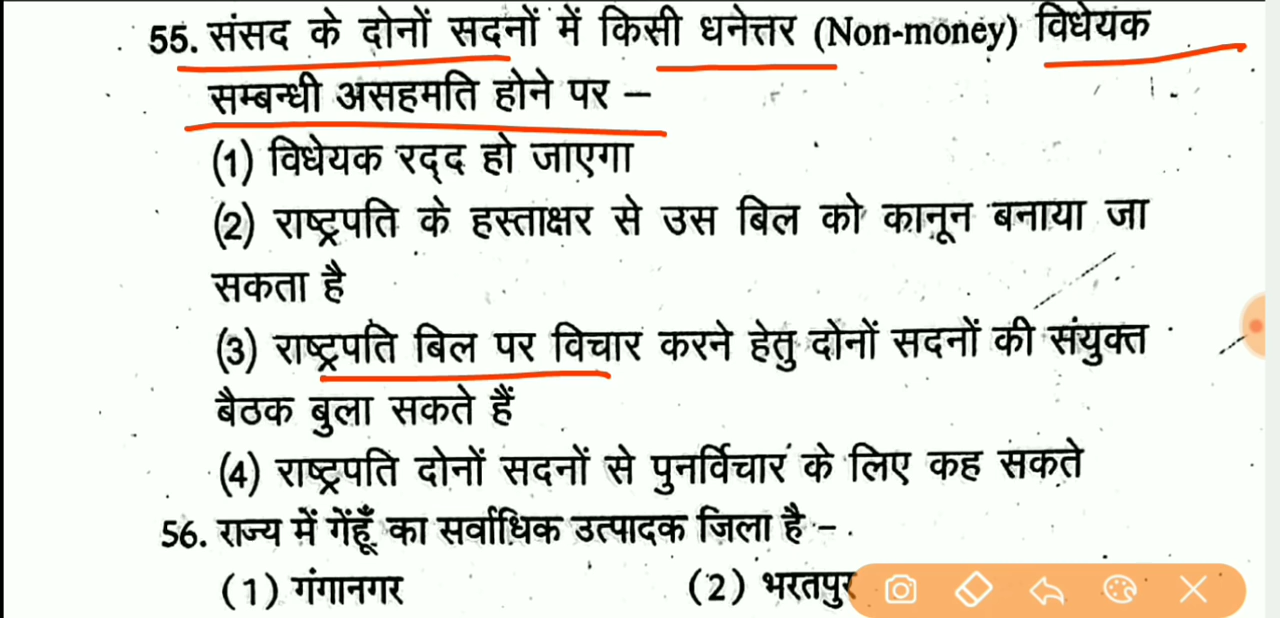 55. संसद के दोनों सदनों में किसी धनेत्तर (Non-money) विधेयक
सम्बन्धी असहमति होने पर –
(1) विधेयक रद्द हो जाएगा
(2) राष्ट्रपति के हस्ताक्षर से उस बिल को कानून बनाया जा
सकता है
(3) राष्ट्रपति बिल पर विचार करने हेतु दोनों सदनों की संयुक्त
बैठक बुला सकते हैं
(4) राष्ट्रपति दोनों सदनों से पुनर्विचार के लिए कह सकते
56. राज्य में गेंहूँ का सर्वाधिक उत्पादक जिला है –
(1) गंगानगर (2) भरतपुर